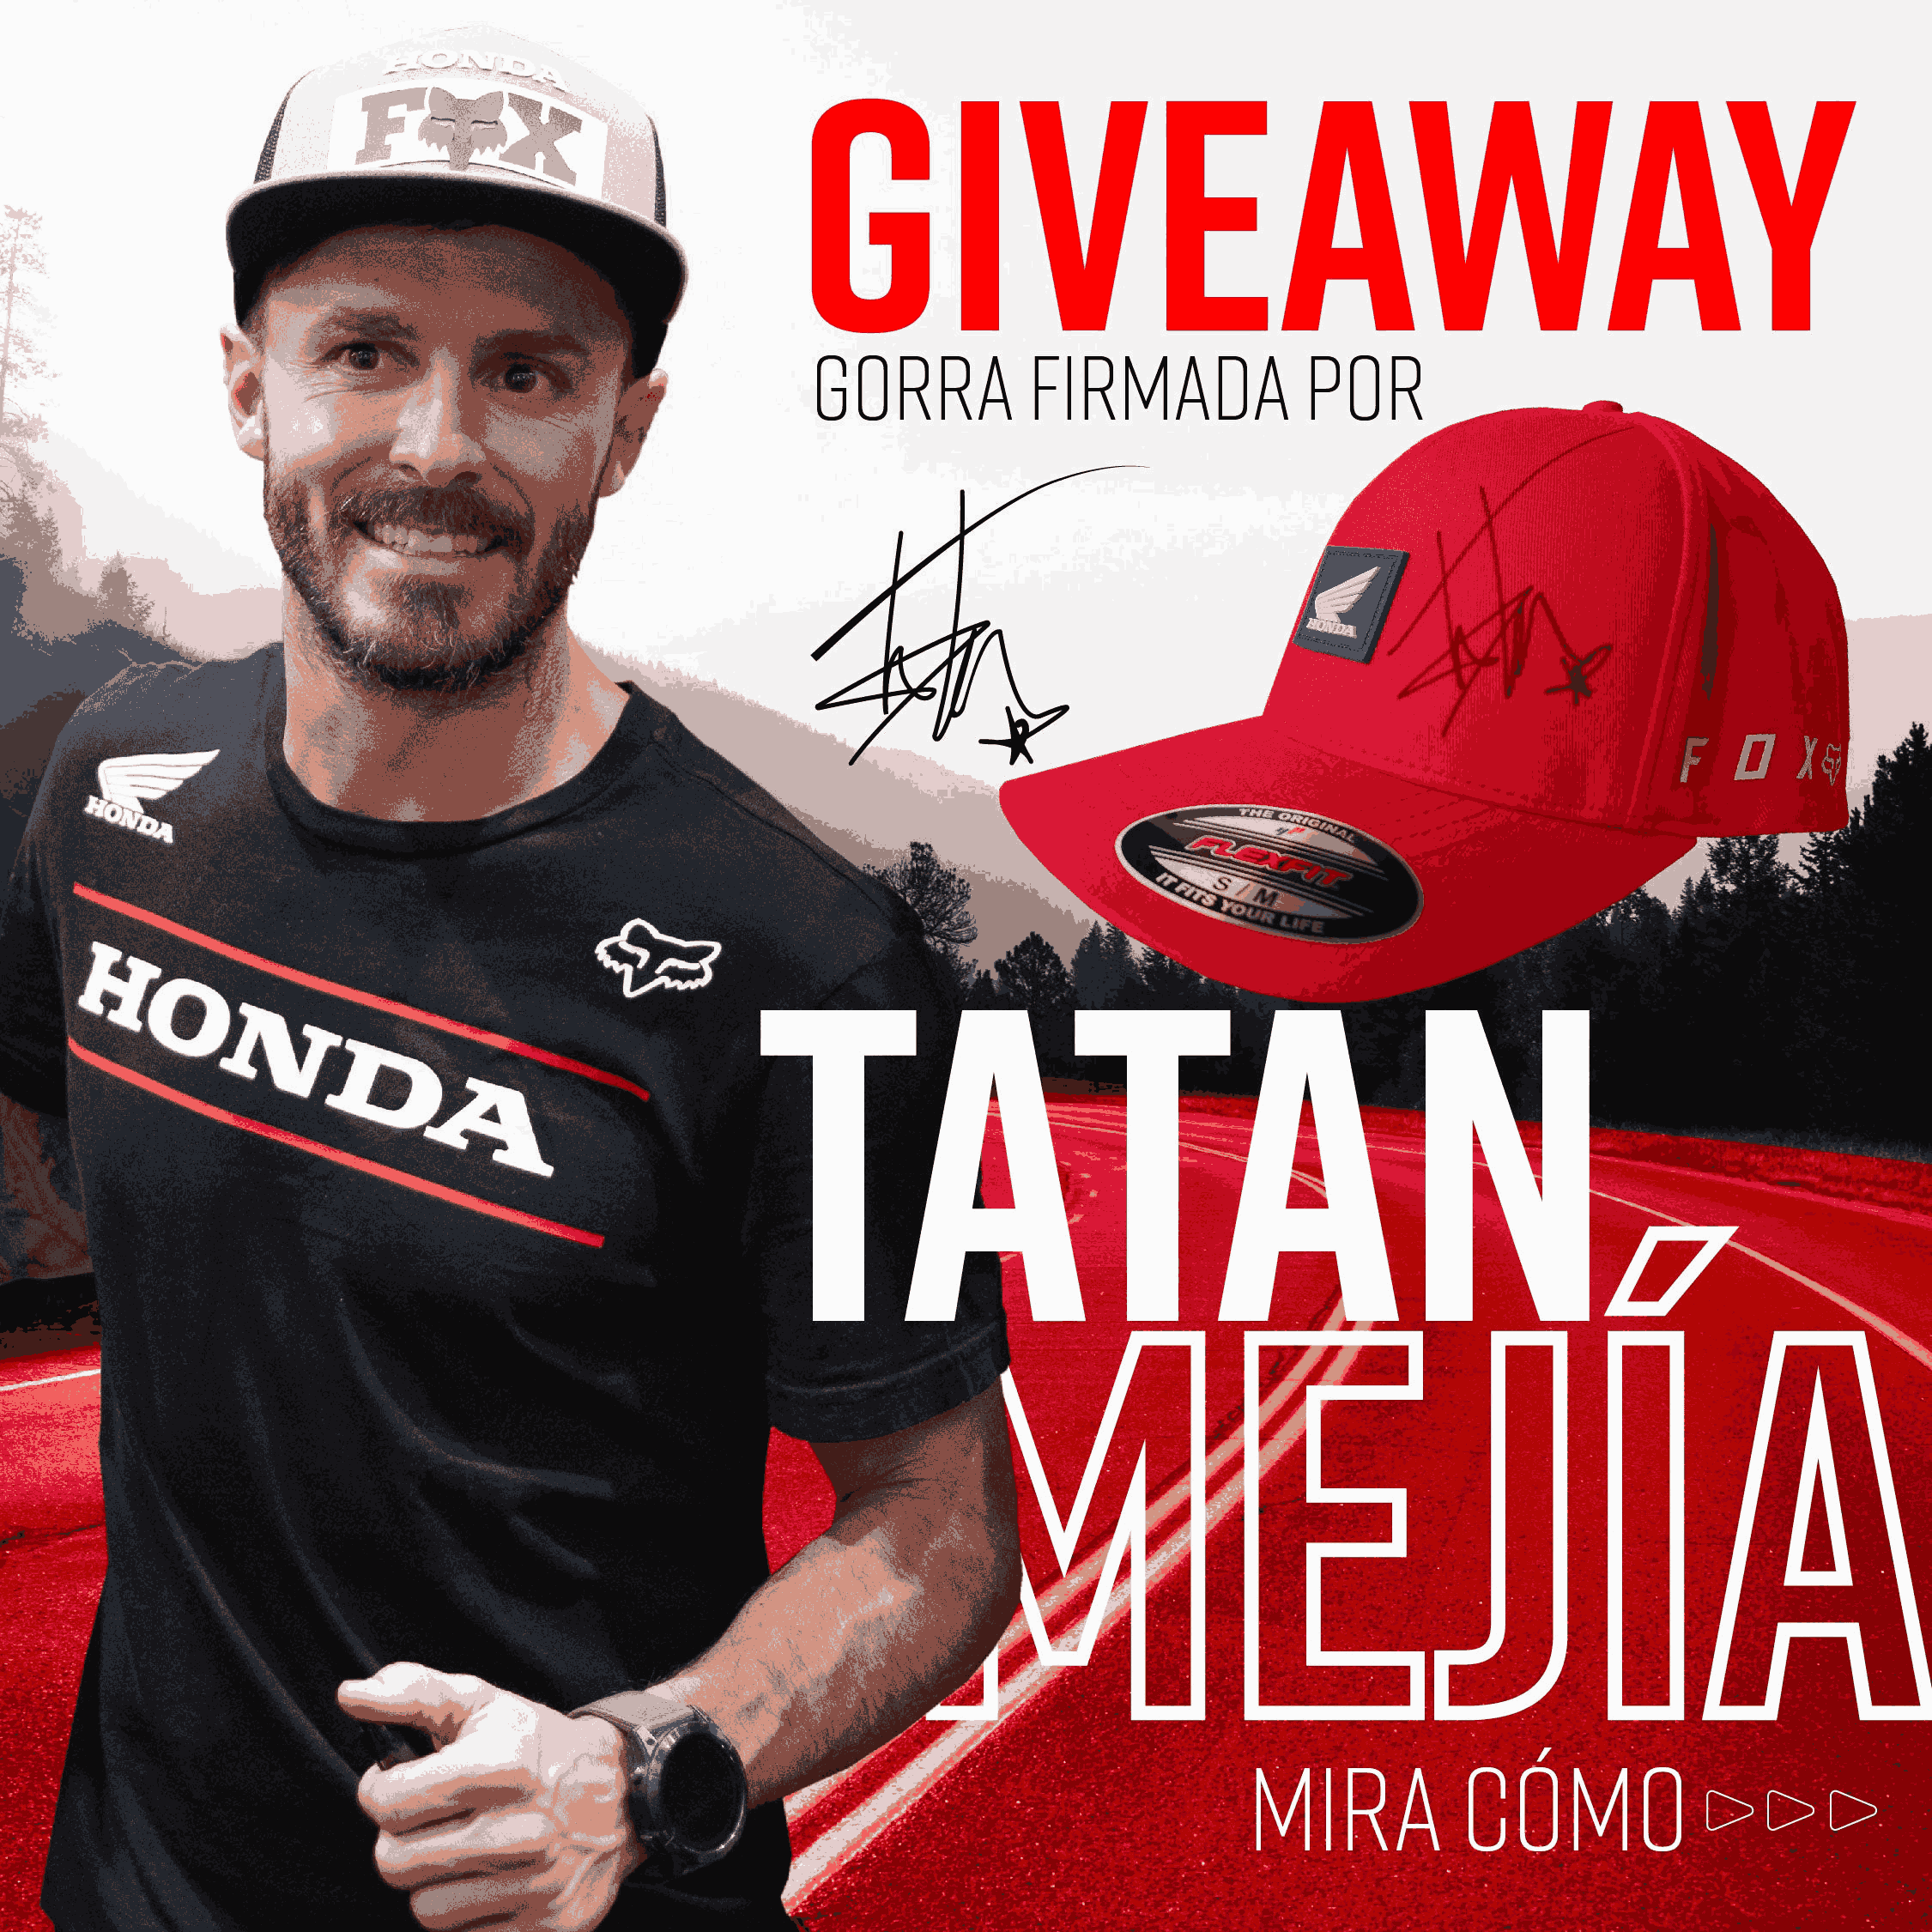 GIVEAWAY
GORRA FIRMADA POR
HONDA
FOX
HONDA
HONDA
HONDA
FOX
THE ORIGINAL
FLEXFIT
S / M
IT FITS YOUR LIFE
TATAN
MEJÍA
MIRA CÓMO